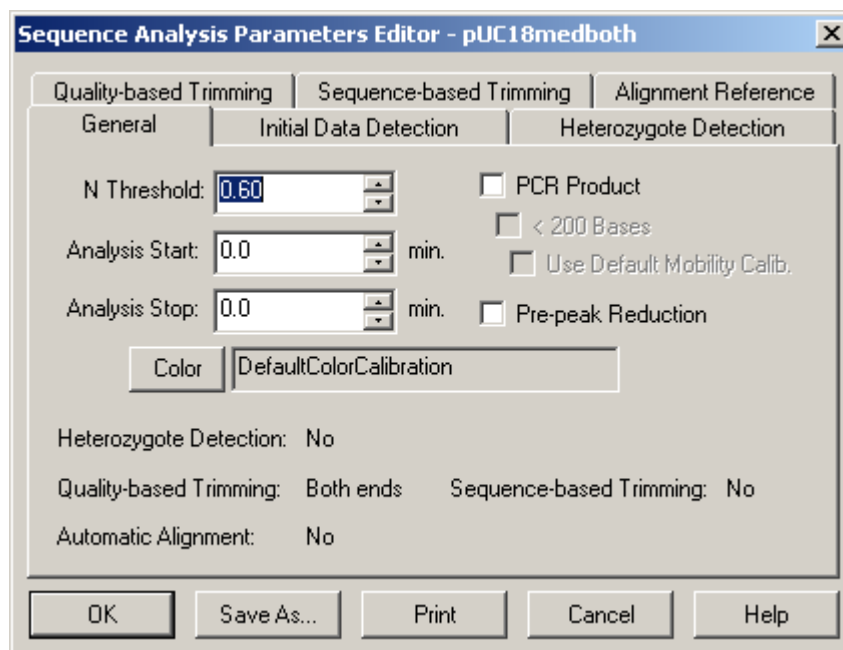 Sequence Analysis Parameters Editor - pUC18medboth
Quality-based Trimming Sequence-based Trimming Alignment Reference
General Initial Data Detection Heterozygote Detection
N Threshold: 0.60 PCR Product
< 200 Bases
Analysis Start: 0.0 min. Use Default Mobility Calib.
Analysis Stop: 0.0 min. Pre-peak Reduction
Color DefaultColorCalibration
Heterozygote Detection: No
Quality-based Trimming: Both ends Sequence-based Trimming: No
Automatic Alignment: No
OK Save As... Print Cancel Help